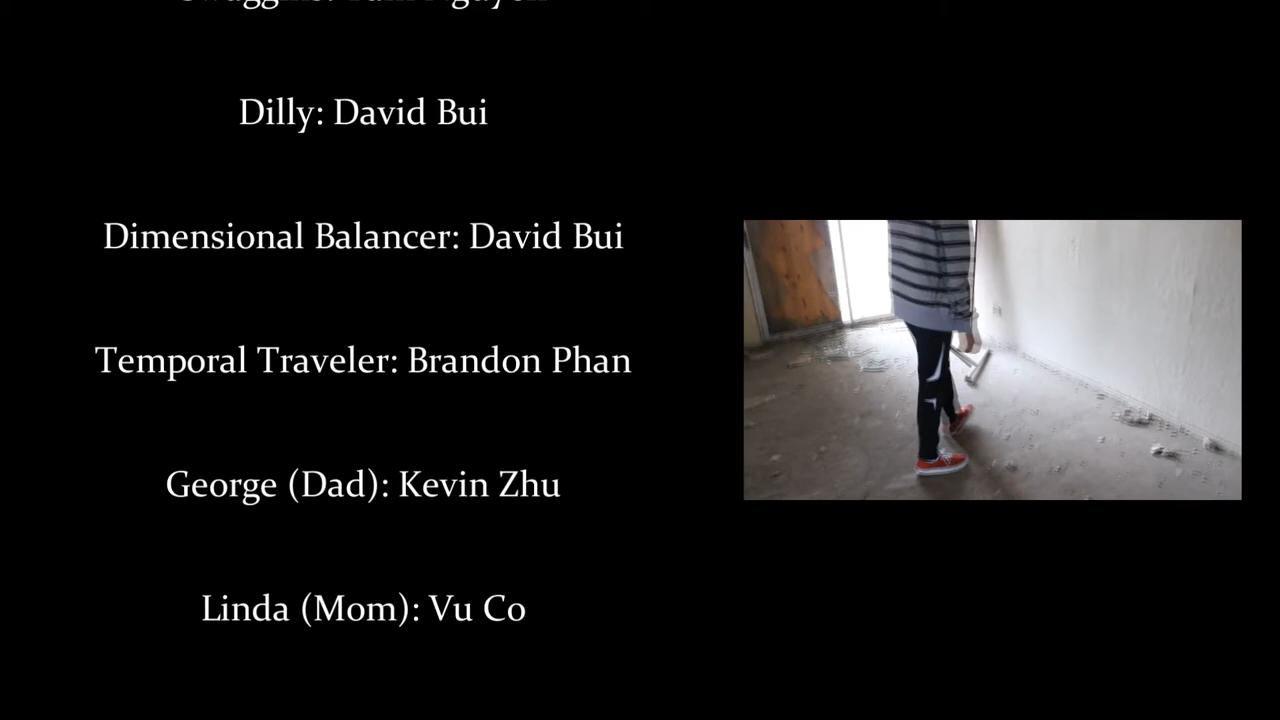 Dilly: David Bui
Dimensional Balancer: David Bui
Temporal Traveler: Brandon Phan
George (Dad): Kevin Zhu
Linda (Mom): Vu Co